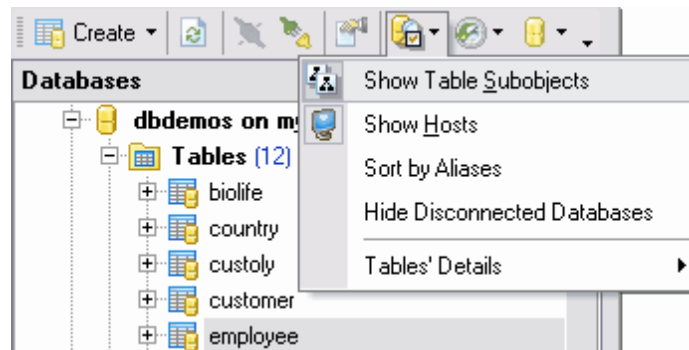 Create
Databases
Show Table Subobjects
Show Hosts
Sort by Aliases
Hide Disconnected Databases
Tables' Details
dbdemos on
Tables (12)
biolife
country
custoly
customer
employee